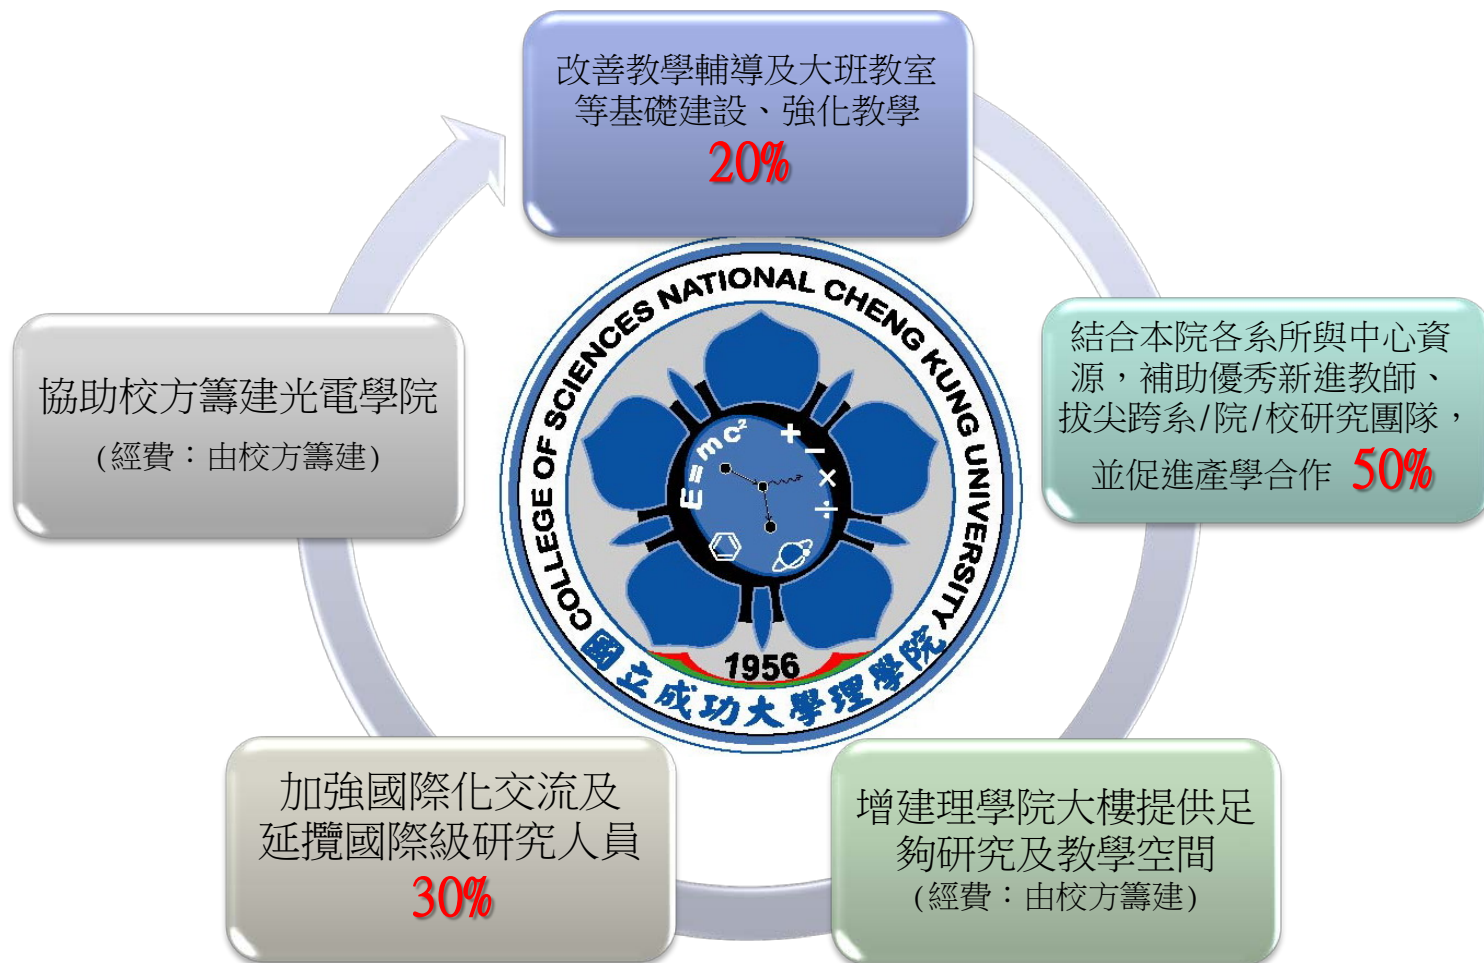 改善教學輔導及大班教室
等基礎建設、強化教學
20%
結合本院各系所與中心資
源，補助優秀新進教師、
拔尖跨系/院/校研究團隊，
並促進產學合作 50%
增建理學院大樓提供足
夠研究及教學空間
(經費：由校方籌建)
加強國際化交流及
延攬國際級研究人員
30%
協助校方籌建光電學院
(經費：由校方籌建)
COLLEGE OF SCIENCES NATIONAL CHENG KUNG UNIVERSITY
E=mc²
+
−
×
÷
1956
國立成功大學理學院